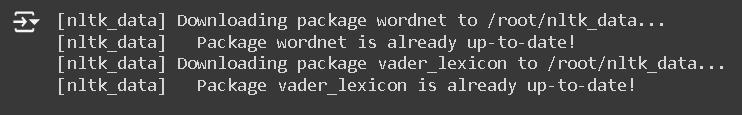 [nltk_data] Downloading package wordnet to /root/nltk_data...
[nltk_data]   Package wordnet is already up-to-date!
[nltk_data] Downloading package vader_lexicon to /root/nltk_data...
[nltk_data]   Package vader_lexicon is already up-to-date!